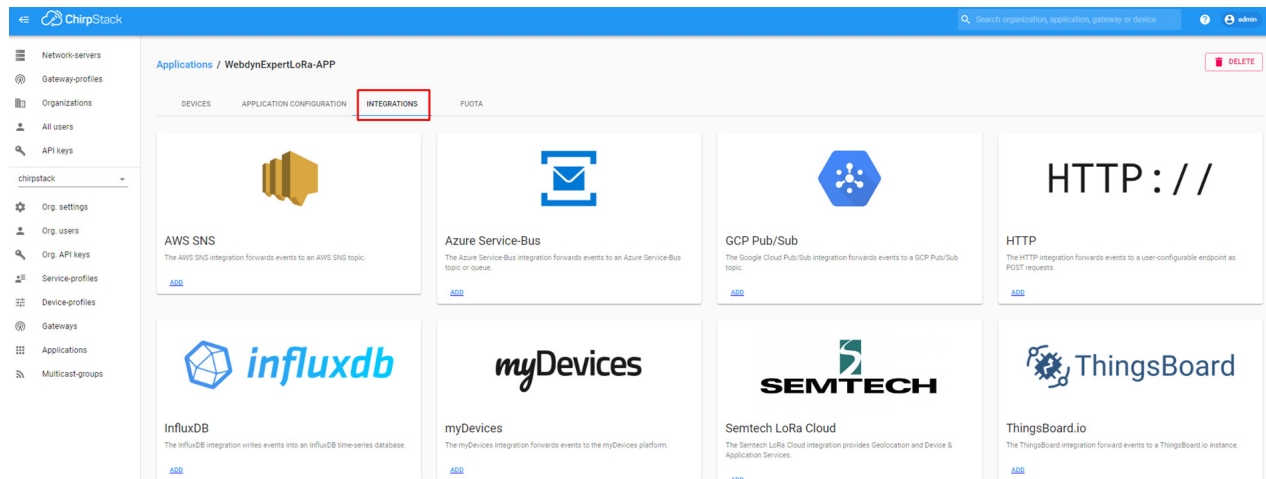 ChirpStack
Search organization, application, gateway or device
?
admin
Network-servers
Gateway-profiles
Organizations
All users
API keys
chirpstack
Org. settings
Org. users
Org. API keys
Service-profiles
Device-profiles
Gateways
Applications
Multicast-groups
Applications / WebdynExpertLoRa-APP
DELETE
DEVICES APPLICATION CONFIGURATION INTEGRATIONS FUOTA
AWS SNS
The AWS SNS integration forwards events to an AWS SNS topic.
ADD
Azure Service-Bus
The Azure Service-Bus integration forwards events to an Azure Service-Bus
topic or queue.
ADD
GCP Pub/Sub
The Google Cloud Pub/Sub integration forwards events to a GCP Pub/Sub
topic.
ADD
HTTP://
HTTP
The HTTP integration forwards events to a user-configurable endpoint as
POST requests.
ADD
influxdb
InfluxDB
The InfluxDB integration writes events into an InfluxDB time-series database.
ADD
myDevices
myDevices
The myDevices integration forwards events to the myDevices platform.
ADD
SEMTECH
Semtech LoRa Cloud
The Semtech LoRa Cloud integration provides Geolocation and Device &
Application Services.
ADD
ThingsBoard
ThingsBoard.io
The ThingsBoard integration forward events to a ThingsBoard.io instance.
ADD